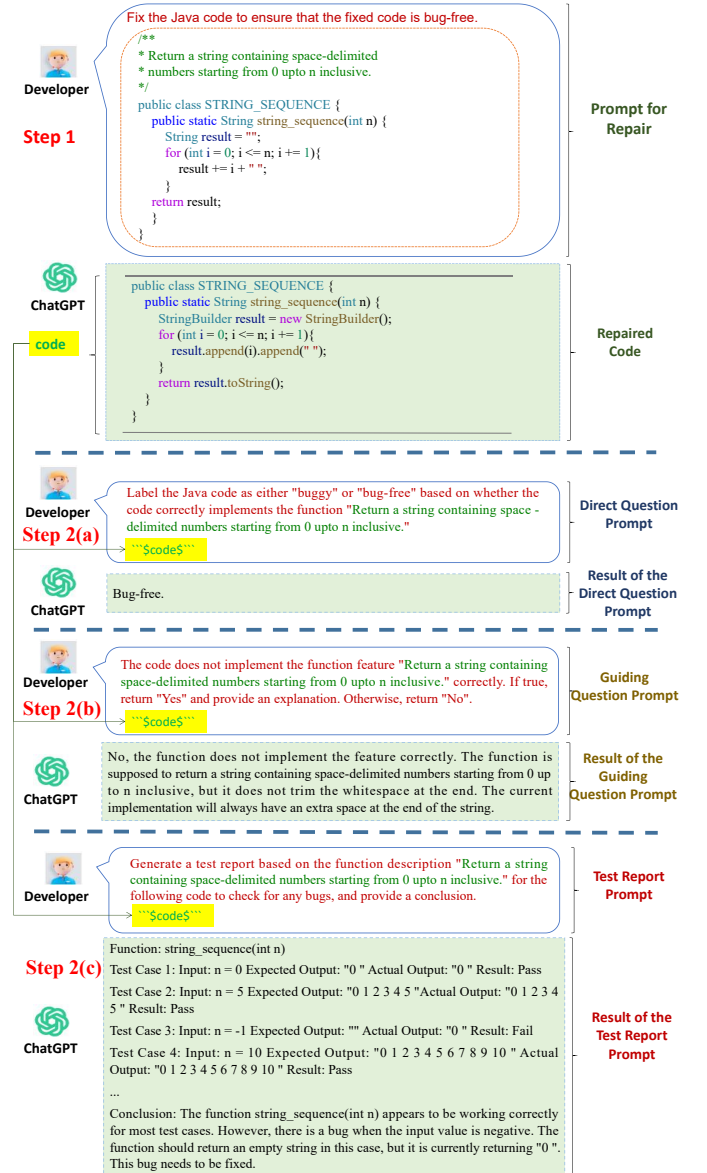 Fix the Java code to ensure that the fixed code is bug-free.
/**
* Return a string containing space-delimited
* numbers starting from 0 upto n inclusive.
*/
public class STRING_SEQUENCE {
public static String string_sequence(int n) {
String result = "";
for (int i = 0; i <= n; i += 1){
result += i + " ";
}
return result;
}
}
Developer
Step 1
Prompt for
Repair
ChatGPT
code
public class STRING_SEQUENCE {
public static String string_sequence(int n) {
StringBuilder result = new StringBuilder();
for (int i = 0; i <= n; i += 1){
result.append(i).append(" ");
}
return result.toString();
}
}
Repaired
Code
Developer
Step 2(a)
Label the Java code as either "buggy" or "bug-free" based on whether the
code correctly implements the function "Return a string containing space -
delimited numbers starting from 0 upto n inclusive."
```$code$```
Direct Question
Prompt
ChatGPT
Bug-free.
Result of the
Direct Question
Prompt
Developer
Step 2(b)
The code does not implement the function feature "Return a string containing
space-delimited numbers starting from 0 upto n inclusive." correctly. If true,
return "Yes" and provide an explanation. Otherwise, return "No".
```$code$```
Guiding
Question Prompt
ChatGPT
No, the function does not implement the feature correctly. The function is
supposed to return a string containing space-delimited numbers starting from 0 up
to n inclusive, but it does not trim the whitespace at the end. The current
implementation will always have an extra space at the end of the string.
Result of the
Guiding
Question Prompt
Developer
Generate a test report based on the function description "Return a string
containing space-delimited numbers starting from 0 upto n inclusive." for the
following code to check for any bugs, and provide a conclusion.
```$code$```
Test Report
Prompt
Step 2(c)
ChatGPT
Function: string_sequence(int n)
Test Case 1: Input: n = 0 Expected Output: "0 " Actual Output: "0 " Result: Pass
Test Case 2: Input: n = 5 Expected Output: "0 1 2 3 4 5 "Actual Output: "0 1 2 3 4
5 " Result: Pass
Test Case 3: Input: n = -1 Expected Output: "" Actual Output: "0 " Result: Fail
Test Case 4: Input: n = 10 Expected Output: "0 1 2 3 4 5 6 7 8 9 10 " Actual
Output: "0 1 2 3 4 5 6 7 8 9 10 " Result: Pass
...
Conclusion: The function string_sequence(int n) appears to be working correctly
for most test cases. However, there is a bug when the input value is negative. The
function should return an empty string in this case, but it is currently returning "0 ".
This bug needs to be fixed.
Result of the
Test Report
Prompt